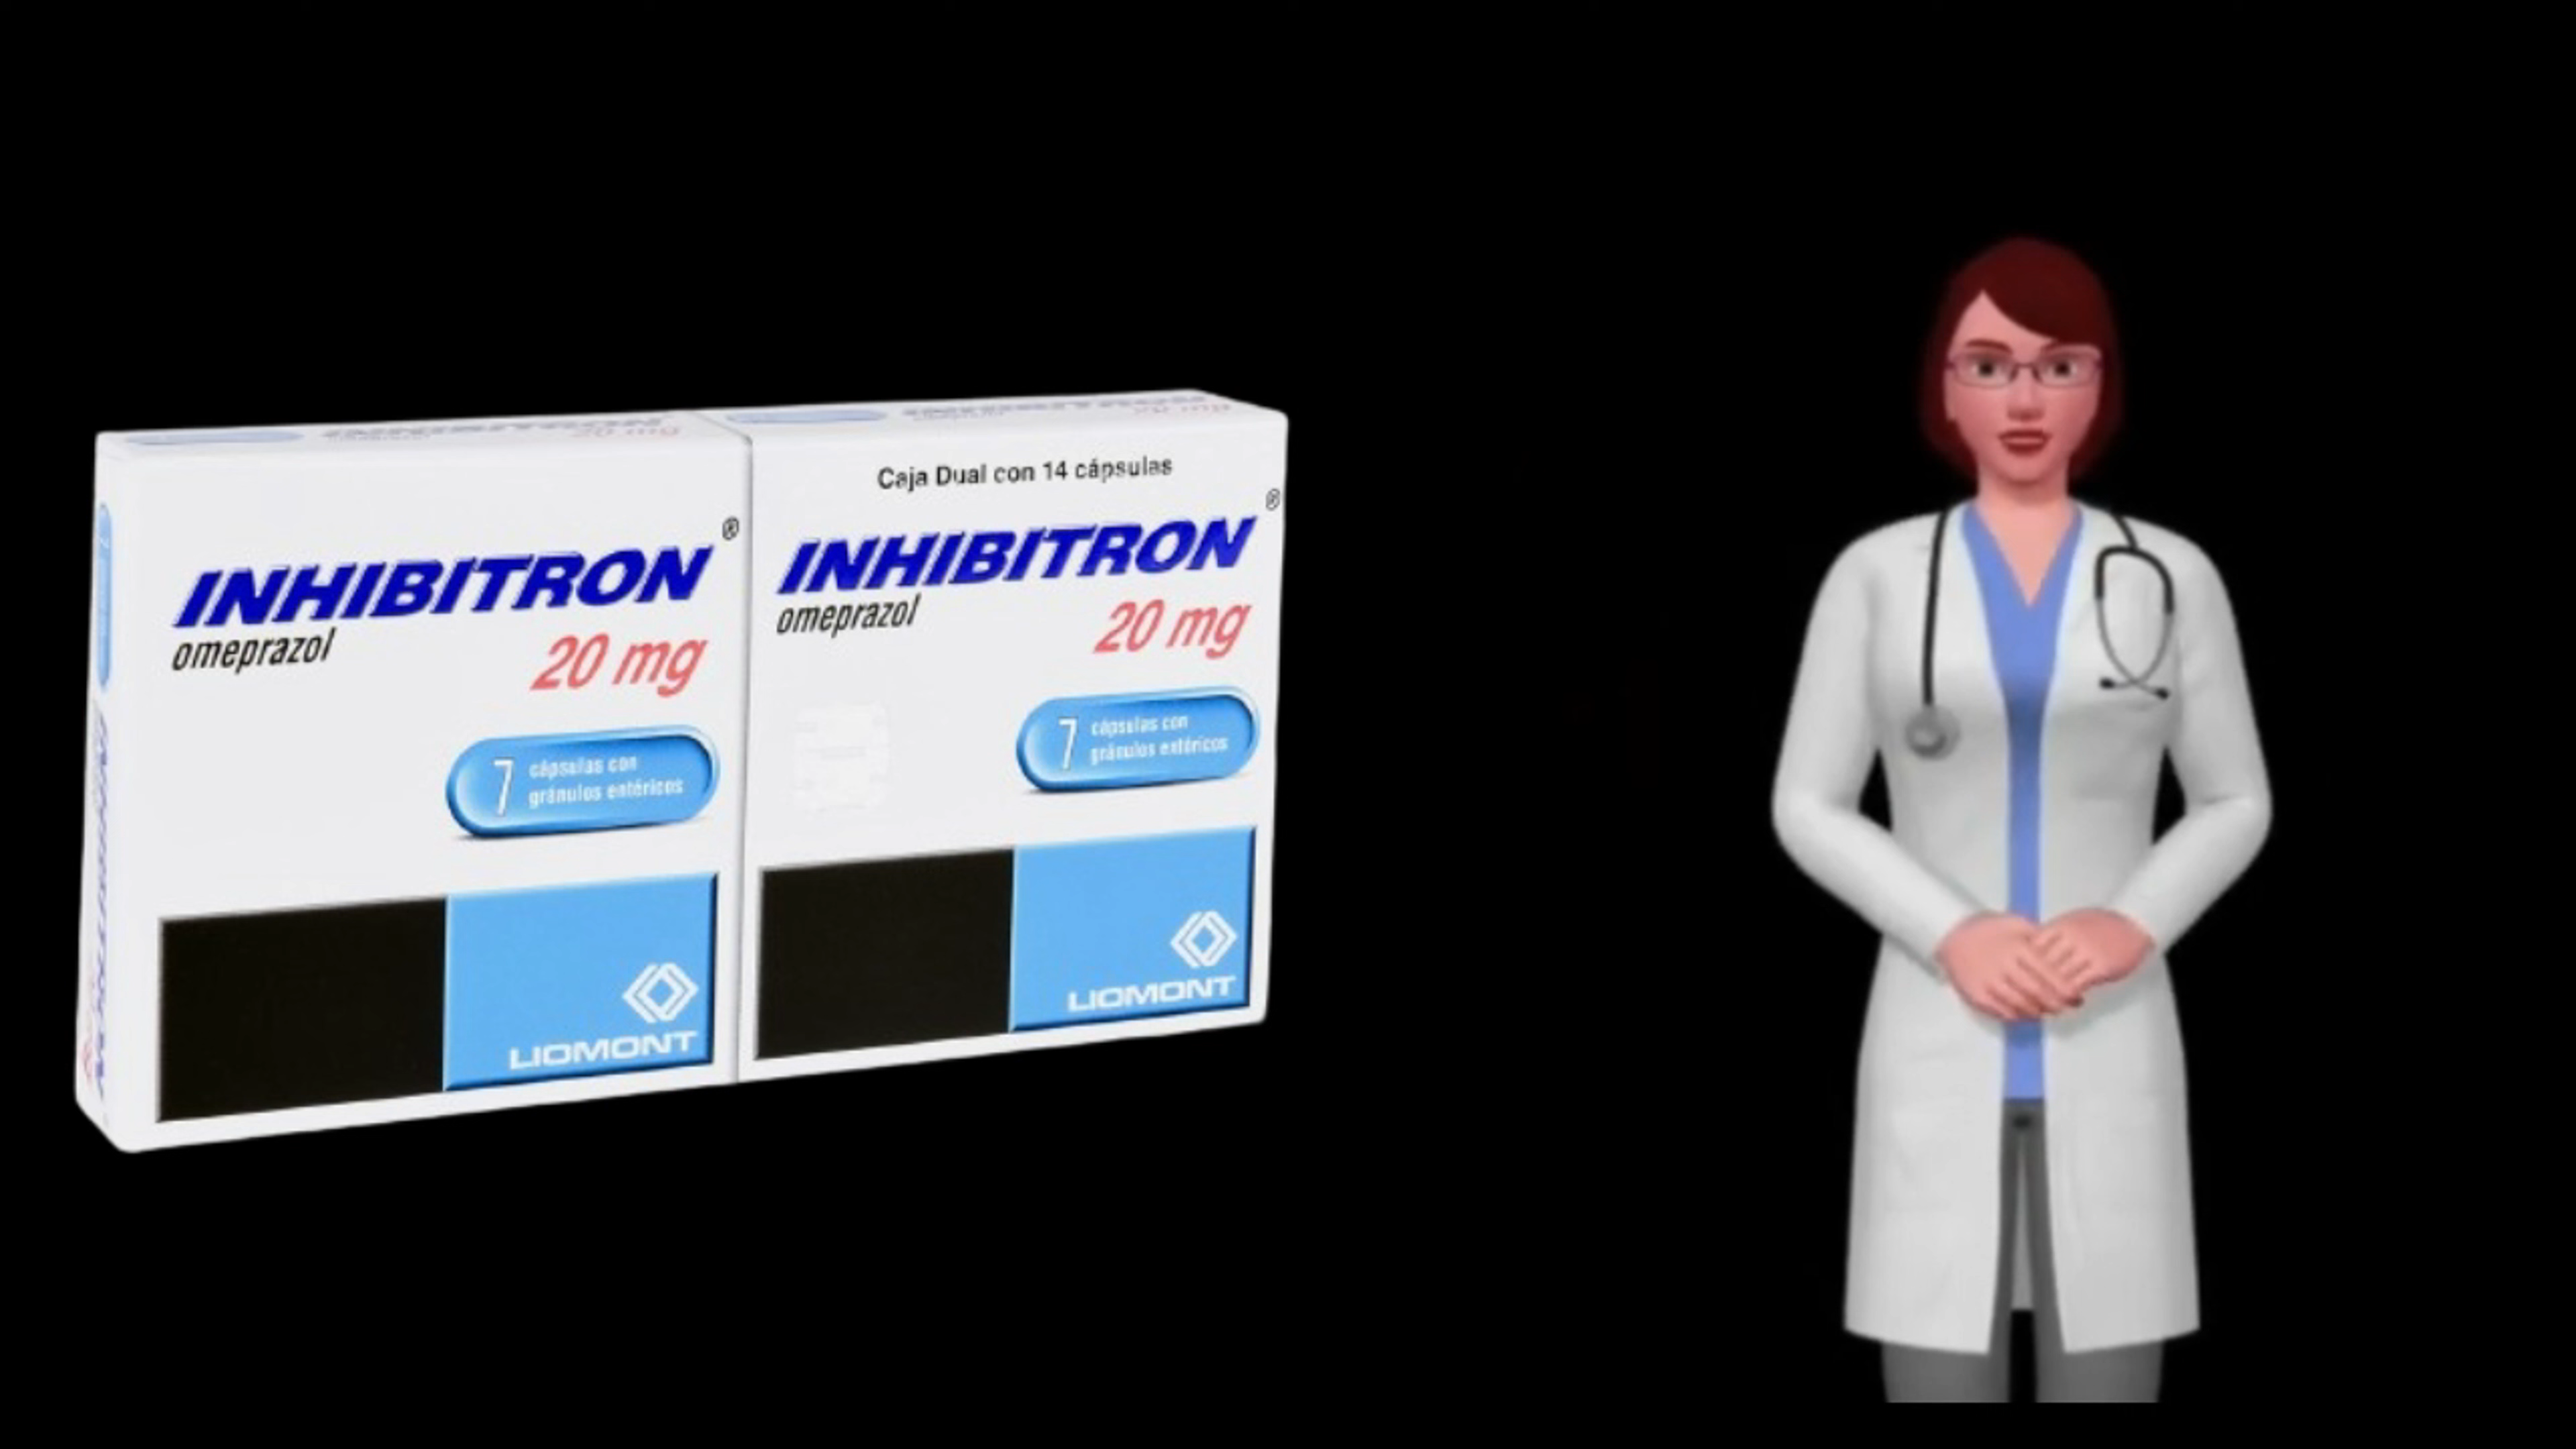 INHIBITRON®
omeprazol
20 mg
7 cápsulas con
gránulos entéricos
LIOMONT
Caja Dual con 14 cápsulas
INHIBITRON®
omeprazol
20 mg
7 cápsulas con
gránulos entéricos
LIOMONT